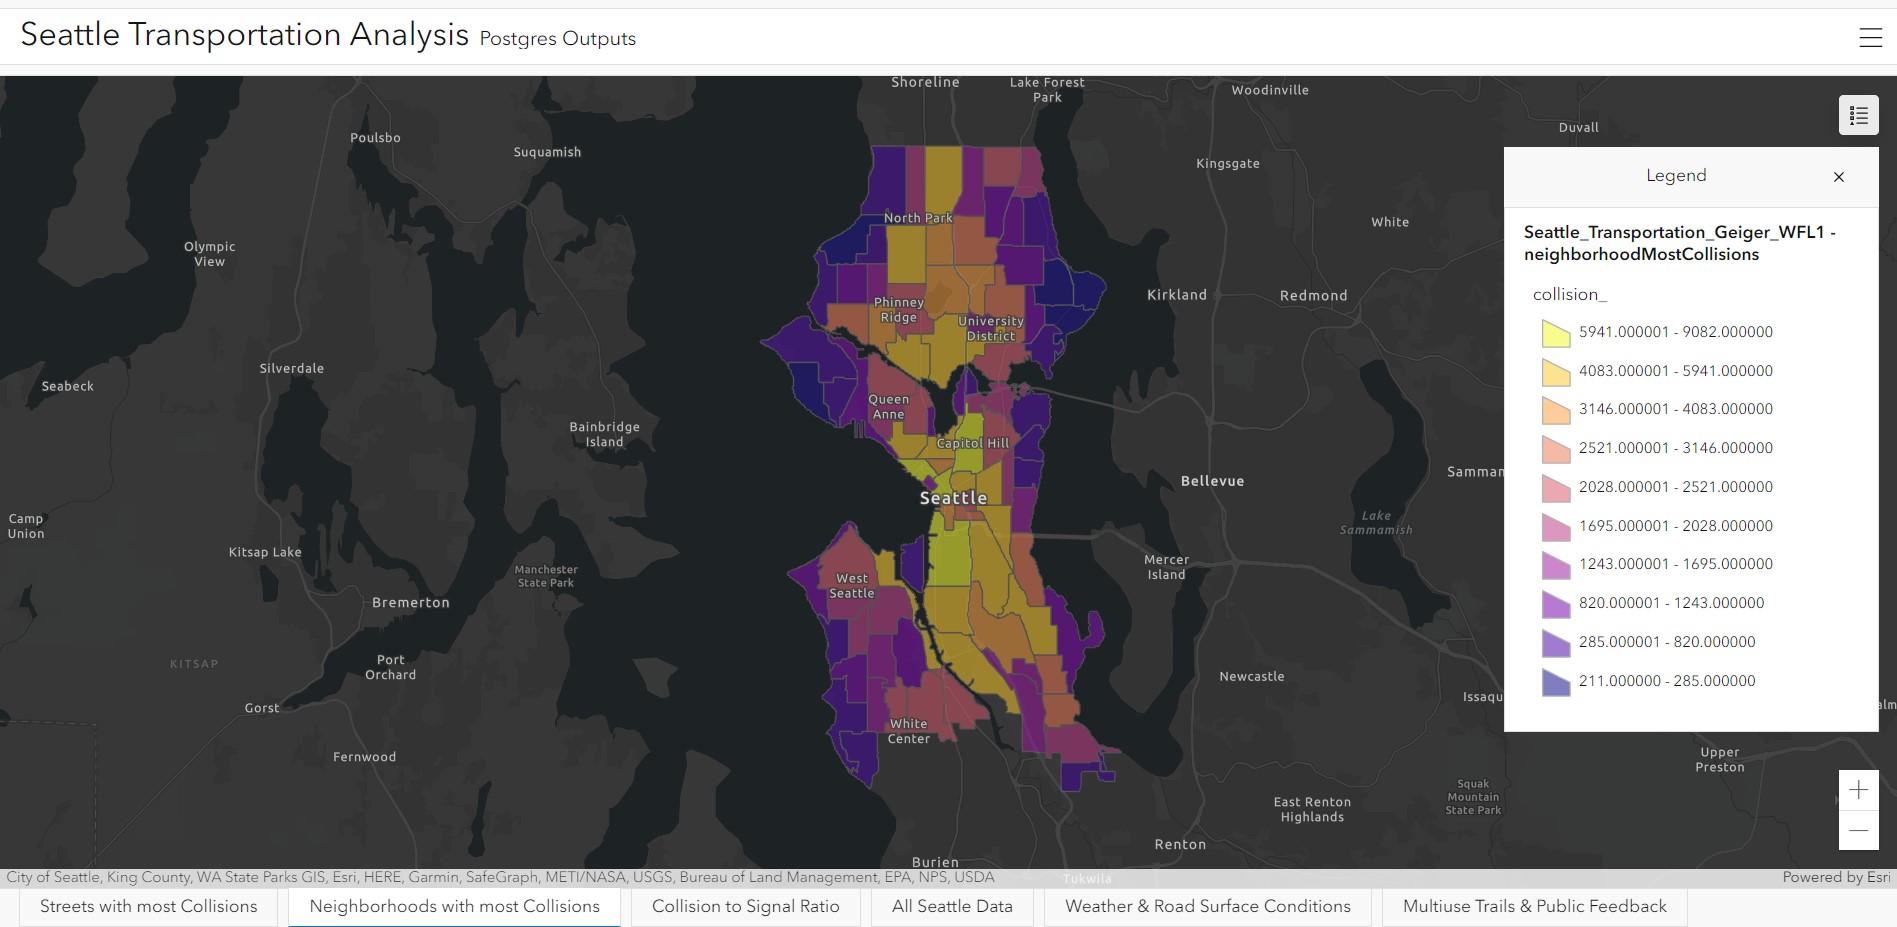 Seattle Transportation Analysis Postgres Outputs
Shoreline
Lake Forest
Park
Woodinville
Duvall
Poulsbo
Suquamish
Kingsgate
Legend
North Park
White
Olympic
View
Seattle_Transportation_Geiger_WFL1 -
neighborhoodMostCollisions
collision_
Kirkland
Redmond
Phinney
Ridge
University
District
5941.000001 - 9082.000000
4083.000001 - 5941.000000
3146.000001 - 4083.000000
2521.000001 - 3146.000000
2028.000001 - 2521.000000
1695.000001 - 2028.000000
1243.000001 - 1695.000000
820.000001 - 1243.000000
285.000001 - 820.000000
211.000000 - 285.000000
Silverdale
Seabeck
Queen
Anne
Bainbridge
Island
Capitol Hill
Samman
Bellevue
Seattle
Lake
Sammamish
Camp
Union
Kitsap Lake
Manchester
State Park
West
Seattle
Mercer
Island
Bremerton
KITSAP
Port
Orchard
Newcastle
Issaqu
Gorst
White
Center
Fernwood
Upper
Preston
Squak
Mountain
State Park
East Renton
Highlands
Renton
Burien
Tukwila
City of Seattle, King County, WA State Parks GIS, Esri, HERE, Garmin, SafeGraph, METI/NASA, USGS, Bureau of Land Management, EPA, NPS, USDA
Powered by Esri
Streets with most Collisions
Neighborhoods with most Collisions
Collision to Signal Ratio
All Seattle Data
Weather & Road Surface Conditions
Multiuse Trails & Public Feedback